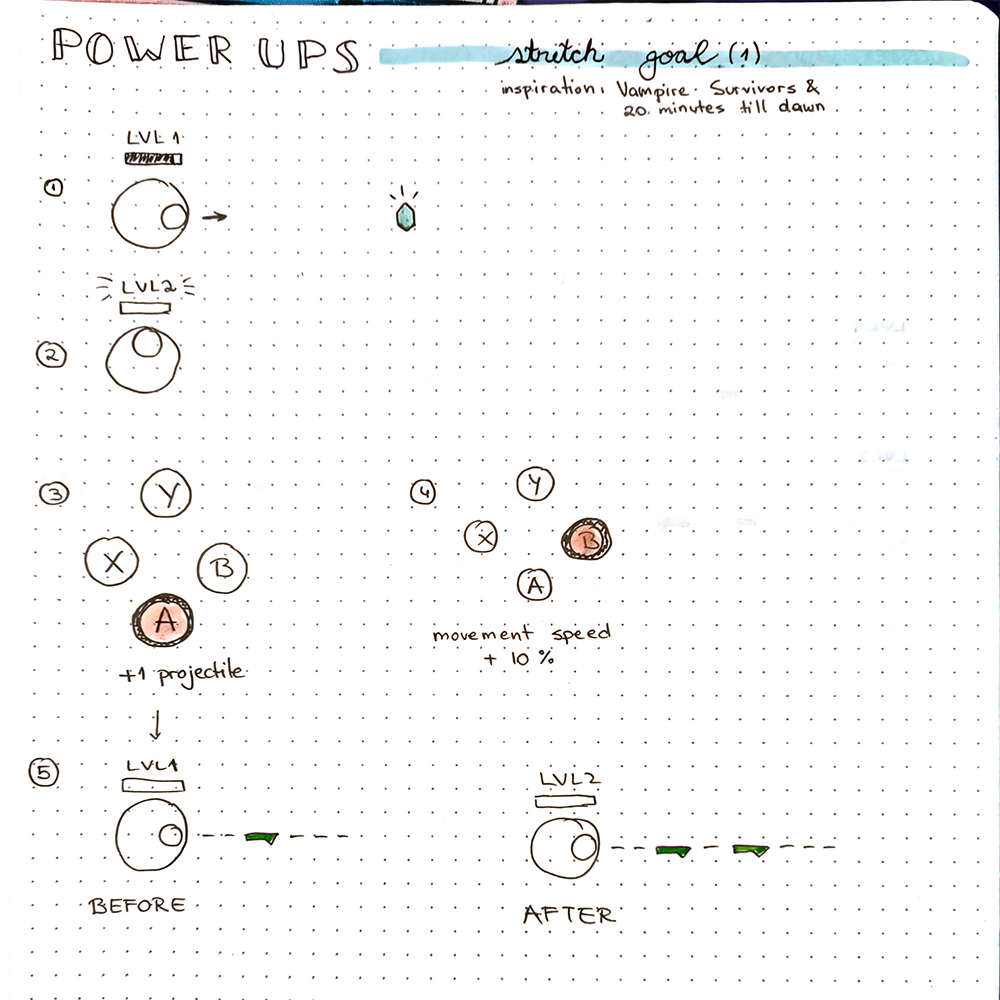 POWER UPS
stretch goal (1)
inspiration: Vampire Survivors &
20 minutes till dawn
LVL 1
1
LVL2
2
3
Y
X
B
A
+1 projectile
4
Y
X
B
A
movement speed
+ 10 %
5
LVL1
BEFORE
LVL2
AFTER